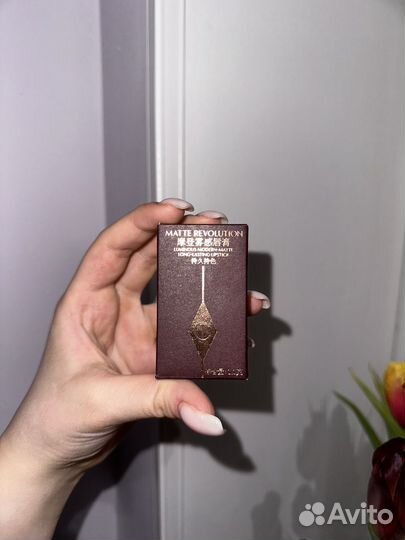 MATTE REVOLUTION
摩登雾感唇膏
LUMINOUS MODERN-MATTE
LONG-LASTING LIPSTICK
持久持色
Avito